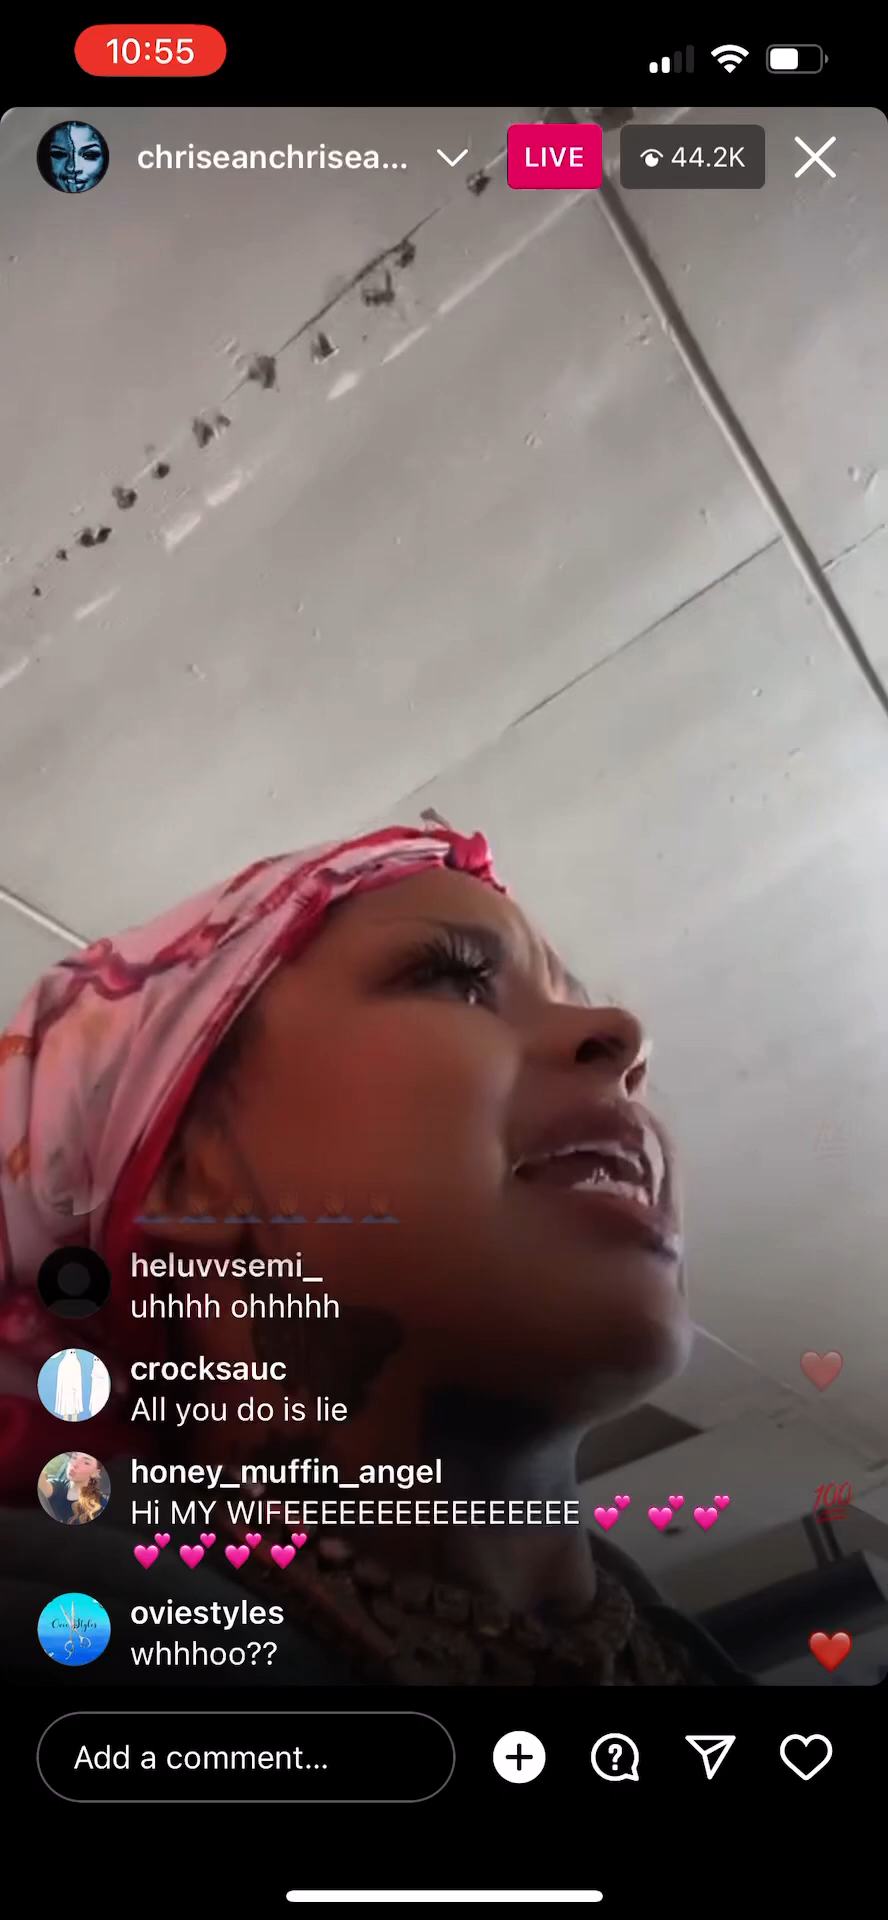 10:55
chriseanchrisea...
LIVE
44.2K
heluvvsemi_
uhhhh ohhhhh
crocksauc
All you do is lie
honey_muffin_angel
Hi MY WIFEEEEEEEEEEEEEEEE 💕 💕💕
💕💕💕💕
oviestyles
whhhoo??
Add a comment...